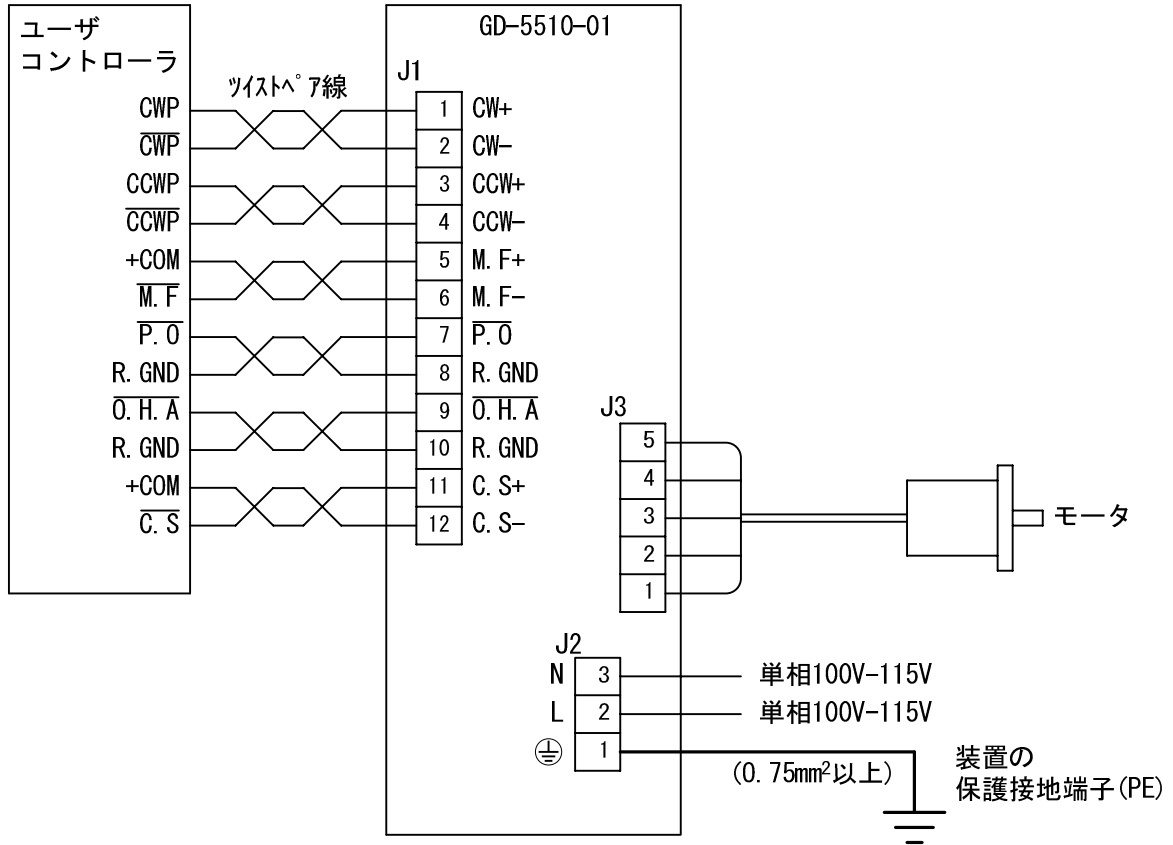 ユーザ
コントローラ
GD-5510-01
ツイストペア線
J1
CWP
1
CW+
C̅W̅P̅
2
CW-
CCWP
3
CCW+
C̅C̅W̅P̅
4
CCW-
+COM
5
M.F+
M̅.̅F̅
6
M.F-
P̅.̅O̅
7
P̅.̅O̅
R.GND
8
R.GND
O̅.̅H̅.̅A̅
9
O̅.̅H̅.̅A̅
R.GND
10
R.GND
+COM
11
C.S+
C̅.̅S̅
12
C.S-
J3
5
4
3
2
1
モータ
J2
N
3
単相100V-115V
L
2
単相100V-115V
1
(0.75mm²以上)
装置の
保護接地端子(PE)